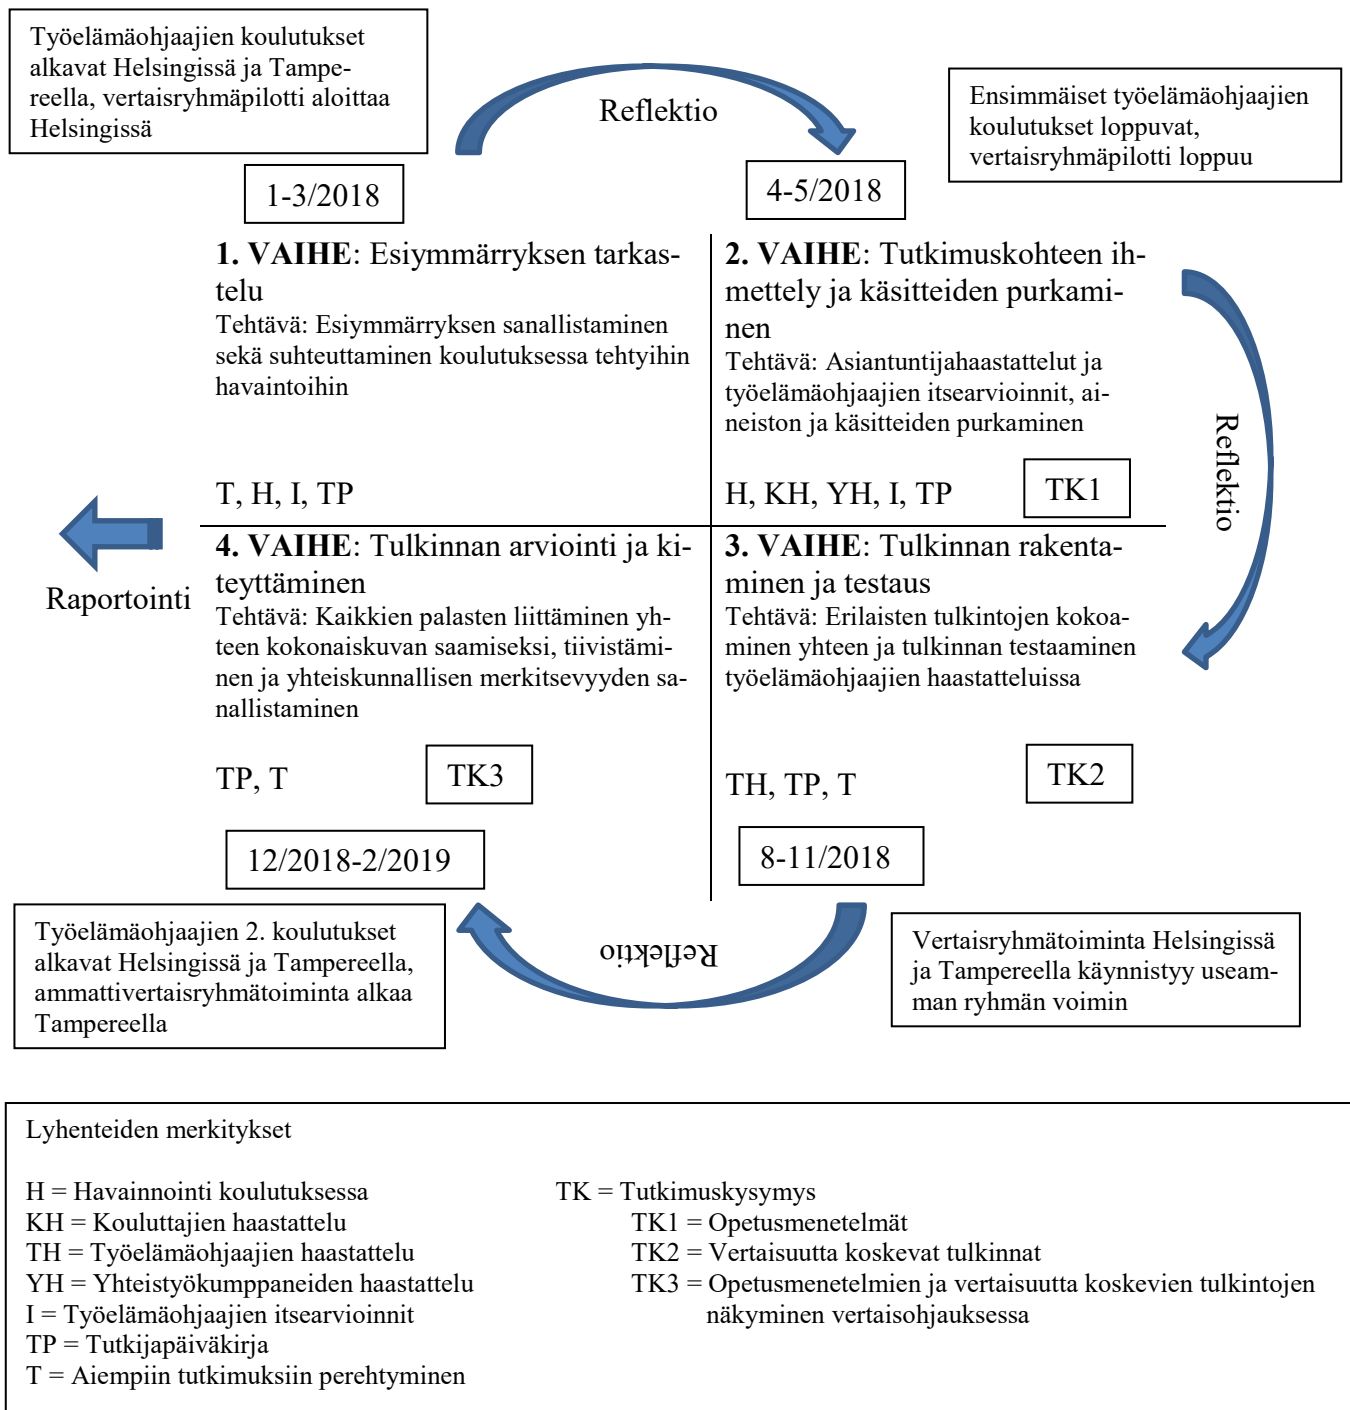 Työelämäohjaajien koulutukset
alkavat Helsingissä ja Tampe-
reella, vertaisryhmäpilotti aloittaa
Helsingissä
Reflektio
Ensimmäiset työelämäohjaajien
koulutukset loppuvat,
vertaisryhmäpilotti loppuu
1-3/2018
4-5/2018
1. VAIHE: Esiymmärryksen tarkas-
telu
Tehtävä: Esiymmärryksen sanallistaminen
sekä suhteuttaminen koulutuksessa tehtyihin
havaintoihin
T, H, I, TP
2. VAIHE: Tutkimuskohteen ih-
mettely ja käsitteiden purkami-
nen
Tehtävä: Asiantuntijahaastattelut ja
työelämäohjaajien itsearvioinnit, ai-
neiston ja käsitteiden purkaminen
H, KH, YH, I, TP
TK1
Reflektio
Raportointi
4. VAIHE: Tulkinnan arviointi ja ki-
teyttäminen
Tehtävä: Kaikkien palasten liittäminen yh-
teen kokonaiskuvan saamiseksi, tiivistämi-
nen ja yhteiskunnallisen merkitsevyyden sa-
nallistaminen
TP, T
TK3
3. VAIHE: Tulkinnan rakenta-
minen ja testaus
Tehtävä: Erilaisten tulkintojen kokoa-
minen yhteen ja tulkinnan testaaminen
työelämäohjaajien haastatteluissa
TH, TP, T
TK2
12/2018-2/2019
8-11/2018
Työelämäohjaajien 2. koulutukset
alkavat Helsingissä ja Tampereella,
ammattivertaisryhmätoiminta alkaa
Tampereella
Reflektio
Vertaisryhmätoiminta Helsingissä
ja Tampereella käynnistyy useam-
man ryhmän voimin
Lyhenteiden merkitykset
H = Havainnointi koulutuksessa
KH = Kouluttajien haastattelu
TH = Työelämäohjaajien haastattelu
YH = Yhteistyökumppaneiden haastattelu
I = Työelämäohjaajien itsearvioinnit
TP = Tutkijapäiväkirja
T = Aiempiin tutkimuksiin perehtyminen
TK = Tutkimuskysymys
TK1 = Opetusmenetelmät
TK2 = Vertaisuutta koskevat tulkinnat
TK3 = Opetusmenetelmien ja vertaisuutta koskevien tulkintojen
näkyminen vertaisohjauksessa